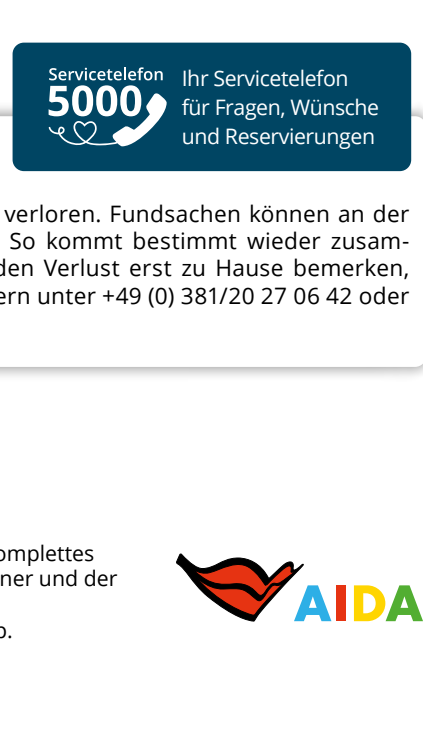 Servicetelefon
5000
Ihr Servicetelefon
für Fragen, Wünsche
und Reservierungen
verloren. Fundsachen können an der
So kommt bestimmt wieder zusam-
den Verlust erst zu Hause bemerken,
ern unter +49 (0) 381/20 27 06 42 oder
omplettes
ner und der
AIDA